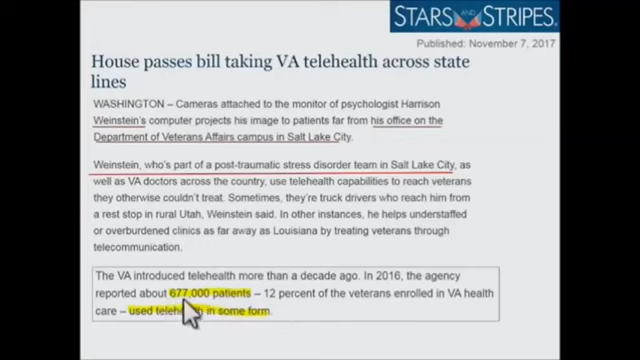 STARS AND STRIPES.
Published: November 7, 2017
House passes bill taking VA telehealth across state
lines
WASHINGTON – Cameras attached to the monitor of psychologist Harrison
Weinstein's computer projects his image to patients far from his office on the
Department of Veterans Affairs campus in Salt Lake City.
Weinstein, who's part of a post-traumatic stress disorder team in Salt Lake City, as
well as VA doctors across the country, use telehealth capabilities to reach veterans
they otherwise couldn't treat. Sometimes, they're truck drivers who reach him from
a rest stop in rural Utah, Weinstein said. In other instances, he helps understaffed
or overburdened clinics as far away as Louisiana by treating veterans through
telecommunication.
The VA introduced telehealth more than a decade ago. In 2016, the agency
reported about 677,000 patients – 12 percent of the veterans enrolled in VA health
care – used telehealth in some form.